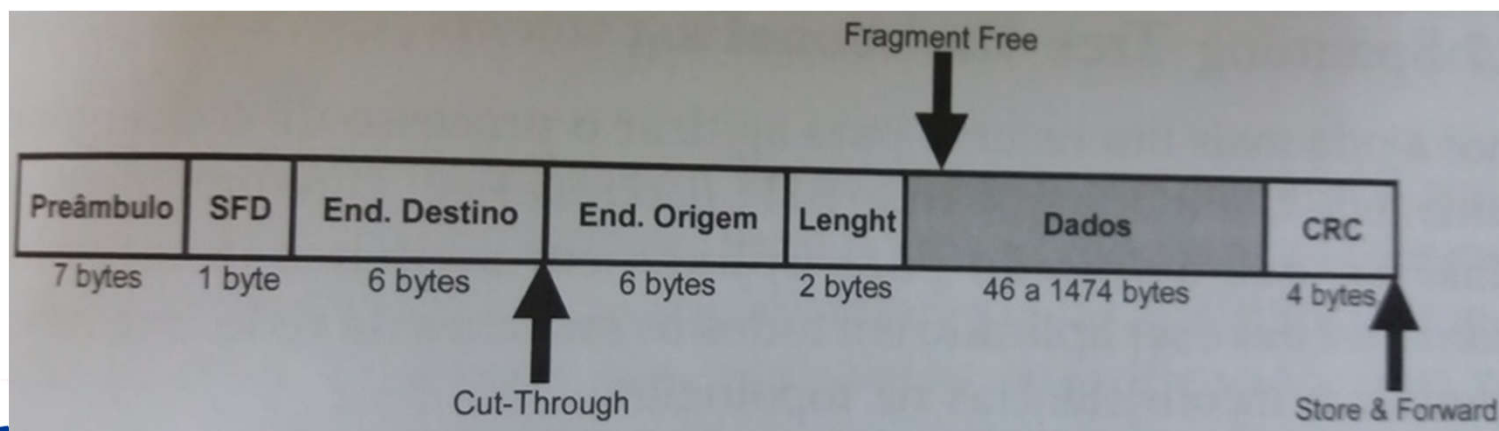 Fragment Free
Preâmbulo SFD End. Destino End. Origem Lenght Dados CRC
7 bytes 1 byte 6 bytes 6 bytes 2 bytes 46 a 1474 bytes 4 bytes
Cut-Through Store & Forward